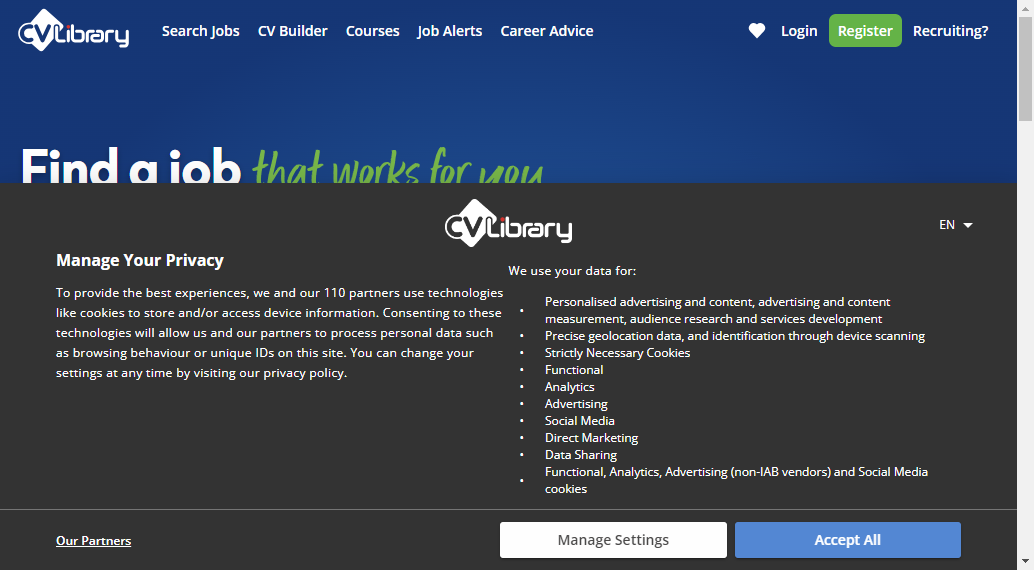 CVLibrary
Search Jobs
CV Builder
Courses
Job Alerts
Career Advice
Login
Register
Recruiting?
Find a job that works for you
CVLibrary
EN
Manage Your Privacy
To provide the best experiences, we and our 110 partners use technologies
like cookies to store and/or access device information. Consenting to these
technologies will allow us and our partners to process personal data such
as browsing behaviour or unique IDs on this site. You can change your
settings at any time by visiting our privacy policy.
We use your data for:
• Personalised advertising and content, advertising and content
measurement, audience research and services development
• Precise geolocation data, and identification through device scanning
• Strictly Necessary Cookies
• Functional
• Analytics
• Advertising
• Social Media
• Direct Marketing
• Data Sharing
• Functional, Analytics, Advertising (non-IAB vendors) and Social Media
cookies
Our Partners
Manage Settings
Accept All